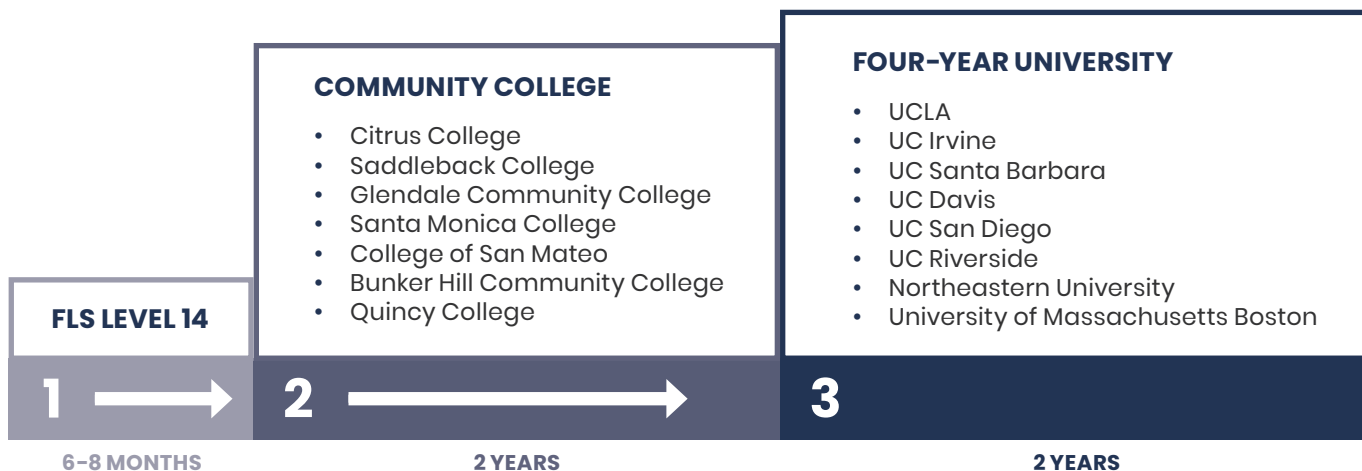 FLS LEVEL 14
1
6-8 MONTHS
COMMUNITY COLLEGE
• Citrus College
• Saddleback College
• Glendale Community College
• Santa Monica College
• College of San Mateo
• Bunker Hill Community College
• Quincy College
2
2 YEARS
FOUR-YEAR UNIVERSITY
• UCLA
• UC Irvine
• UC Santa Barbara
• UC Davis
• UC San Diego
• UC Riverside
• Northeastern University
• University of Massachusetts Boston
3
2 YEARS